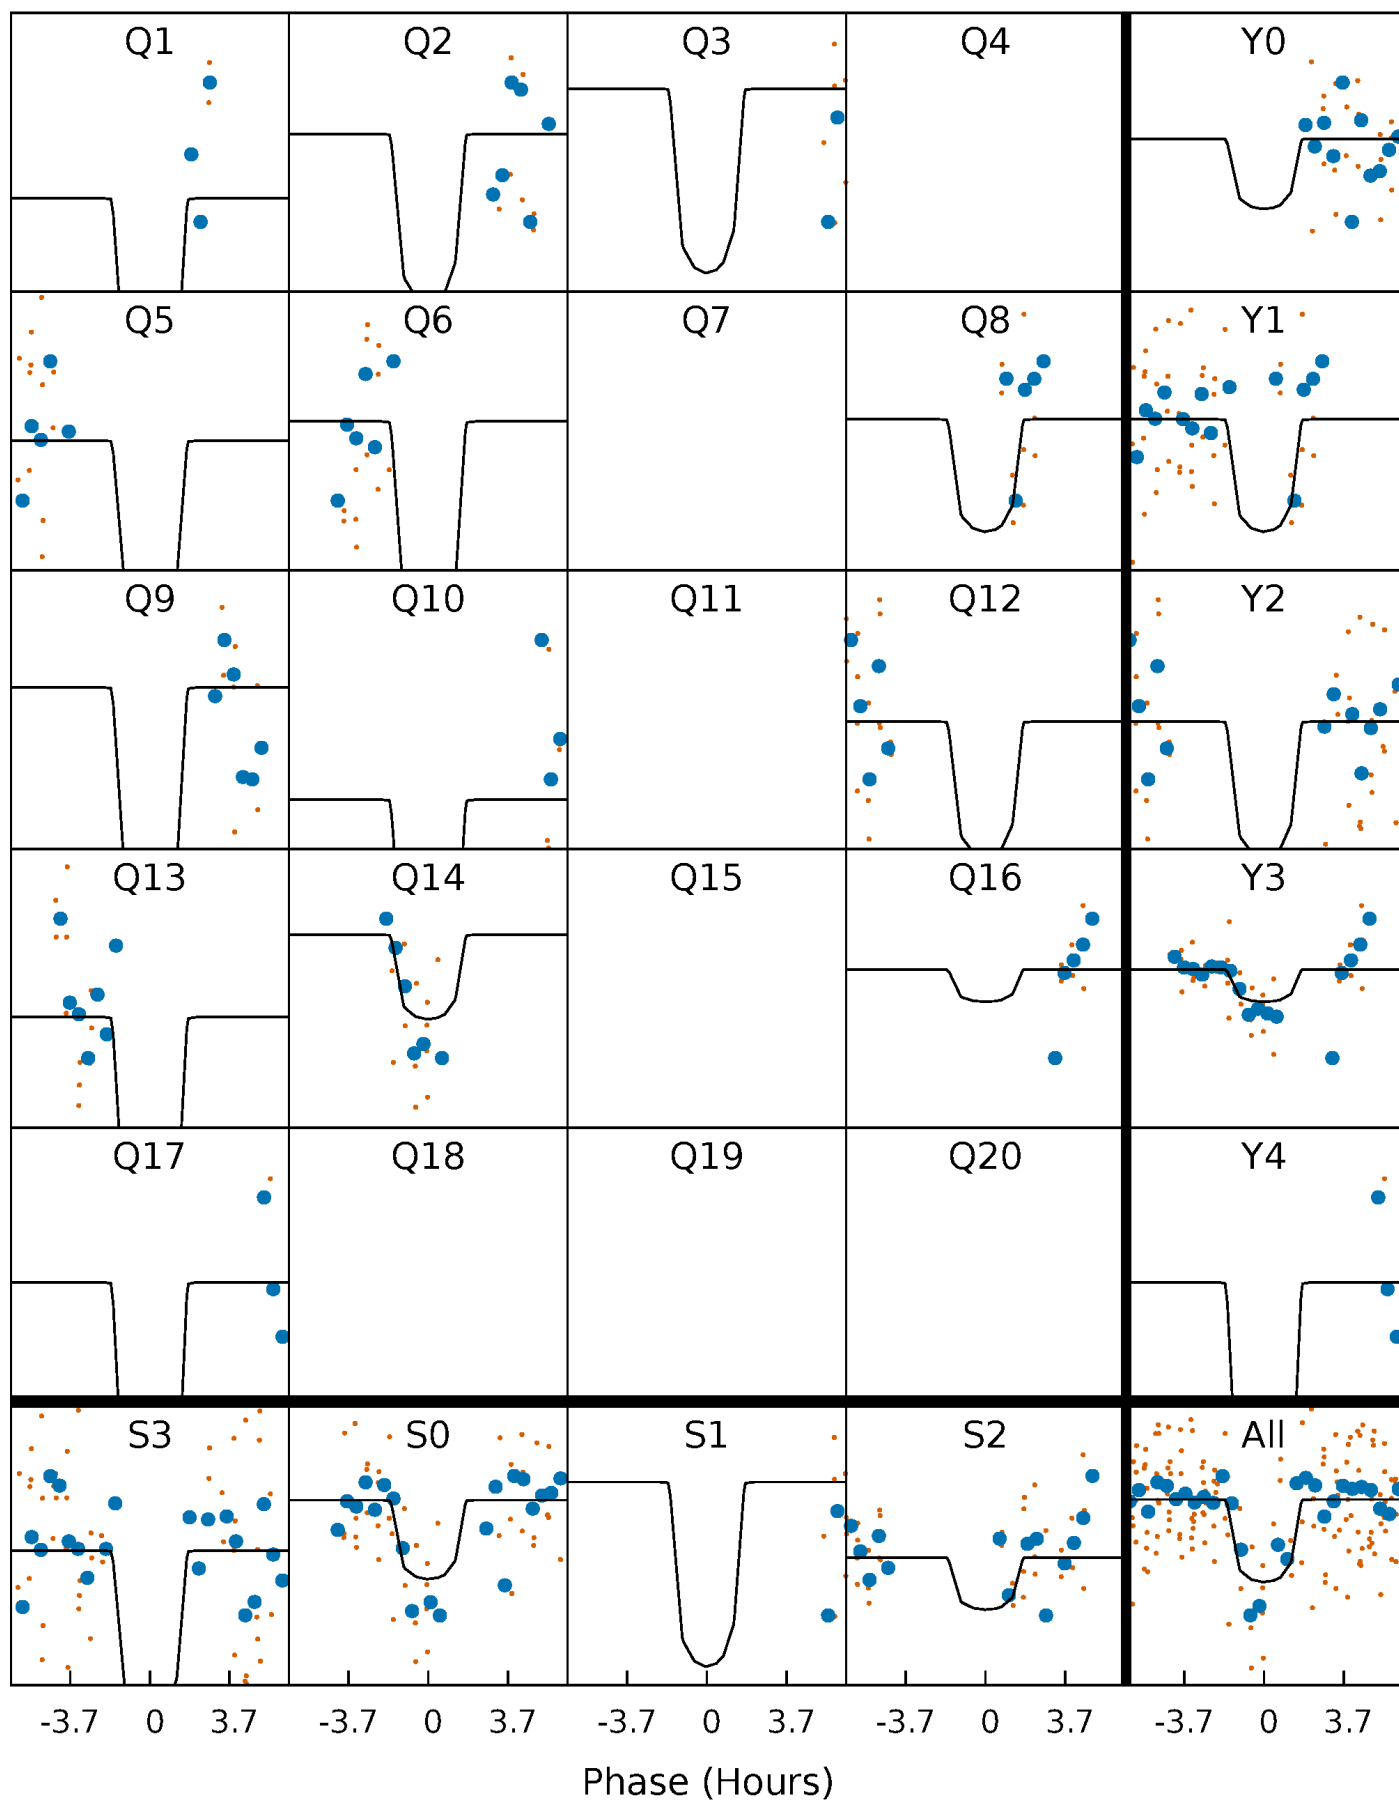 Q1 Q2 Q3 Q4 Y0
Q5 Q6 Q7 Q8 Y1
Q9 Q10 Q11 Q12 Y2
Q13 Q14 Q15 Q16 Y3
Q17 Q18 Q19 Q20 Y4
S3 S0 S1 S2 All
-3.7 0 3.7 -3.7 0 3.7 -3.7 0 3.7 -3.7 0 3.7 -3.7 0 3.7
Phase (Hours)